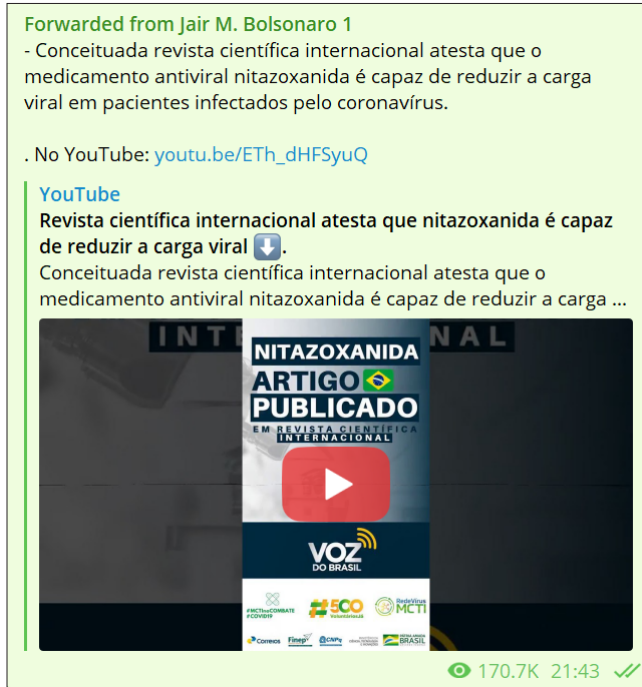 Forwarded from Jair M. Bolsonaro 1
- Conceituada revista científica internacional atesta que o
medicamento antiviral nitazoxanida é capaz de reduzir a carga
viral em pacientes infectados pelo coronavírus.
. No YouTube: youtu.be/ETh_dHFSyuQ
YouTube
Revista científica internacional atesta que nitazoxanida é capaz
de reduzir a carga viral ⬇️.
Conceituada revista científica internacional atesta que o
medicamento antiviral nitazoxanida é capaz de reduzir a carga ...
INT NAL
NITAZOXANIDA
ARTIGO
PUBLICADO
EM REVISTA CIENTÍFICA
INTERNACIONAL
VOZ
DO BRASIL
#MCTIncOMBATE
#COVID19
#500
VoluntáriosJá
RedeVírus
MCTI
Correios Finep CNPq
BRASIL
170.7K 21:43